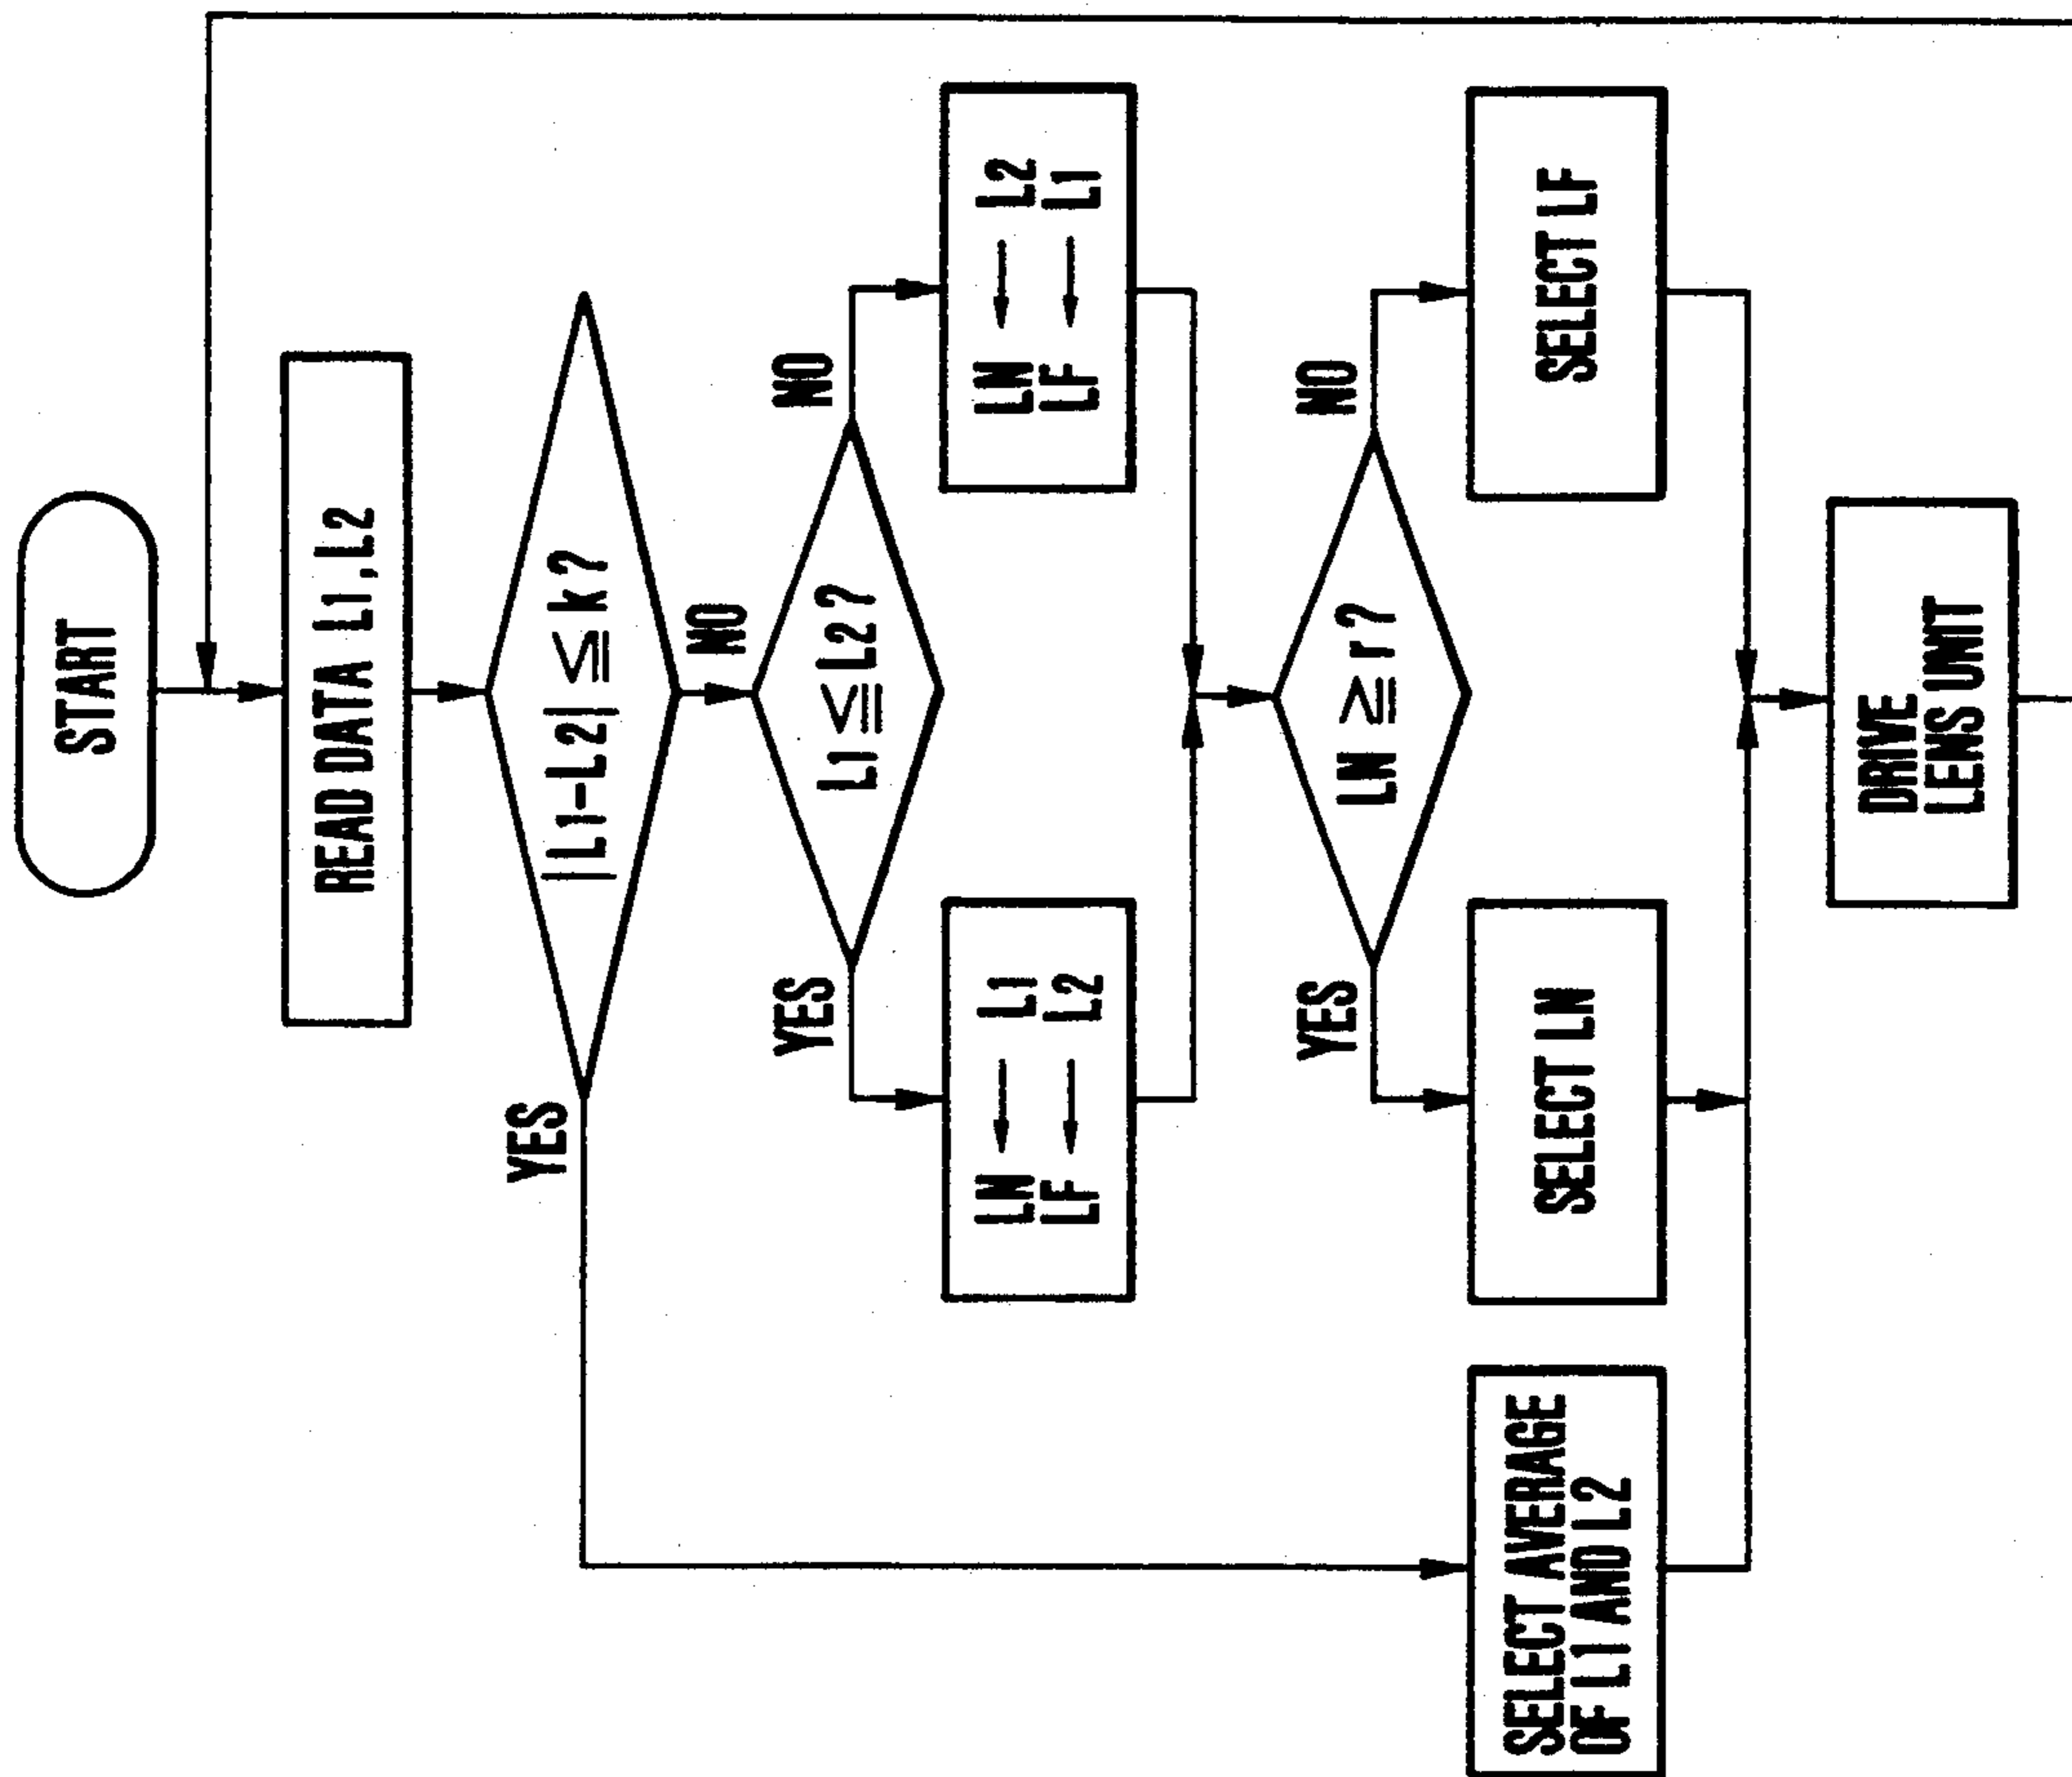 START
READ DATA L1, L2
|L1-L2| ≦ k ?
YES
NO
L1 ≦ L2 ?
YES
NO
LN ← L1
LF ← L2
LN ← L2
LF ← L1
LN ≧ r ?
YES
NO
SELECT AVERAGE
OF L1 AND L2
SELECT LN
SELECT LF
DRIVE
LENS UNIT